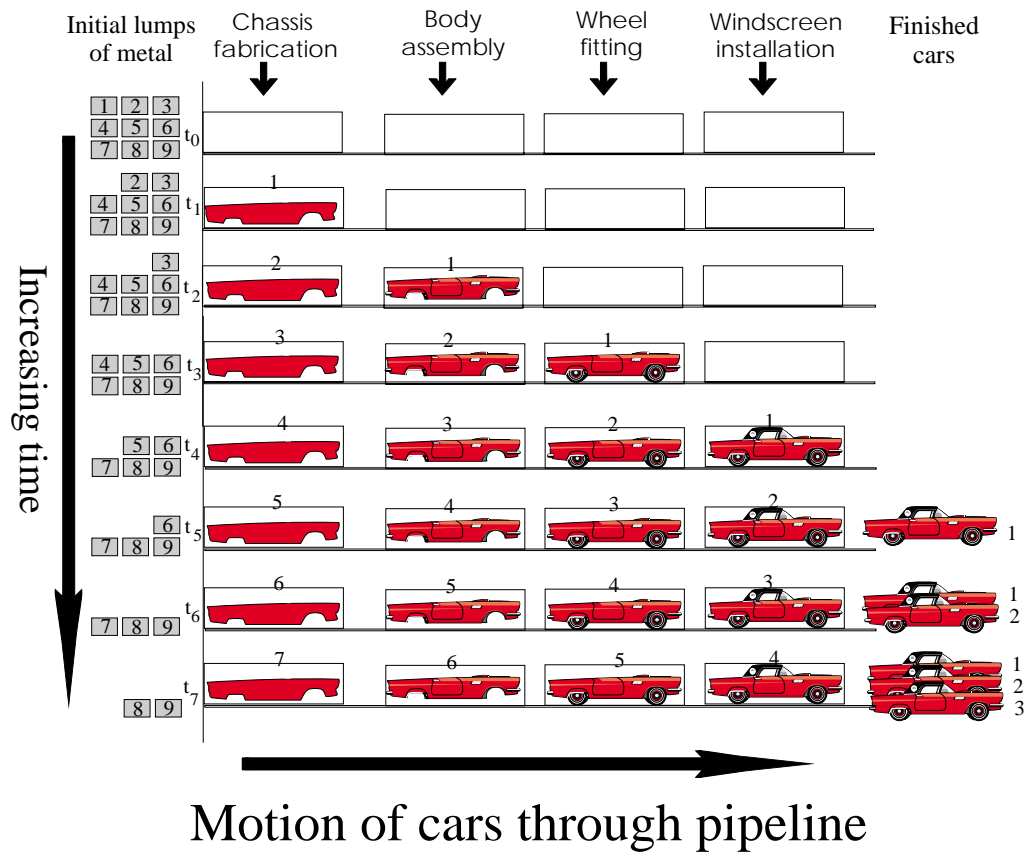 Initial lumps
of metal
Chassis
fabrication
Body
assembly
Wheel
fitting
Windscreen
installation
Finished
cars
1 2 3
4 5 6 t0
7 8 9
2 3 1
4 5 6 t1
7 8 9
3 2 1
4 5 6 t2
7 8 9
3 2 1
4 5 6 t3
7 8 9
4 3 2 1
5 6 t4
7 8 9
5 4 3 2
6 t5
7 8 9 1
6 5 4 3 1
t6 2
7 8 9
7 6 5 4 1
t7 2
8 9 3
Increasing time
Motion of cars through pipeline